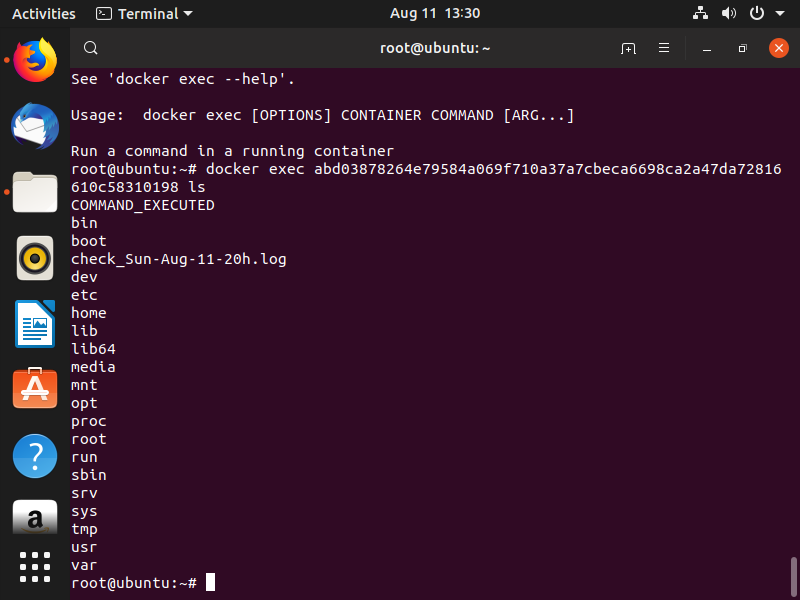 Activities Terminal Aug 11 13:30
root@ubuntu: ~
See 'docker exec --help'.
Usage:  docker exec [OPTIONS] CONTAINER COMMAND [ARG...]
Run a command in a running container
root@ubuntu:~# docker exec abd03878264e79584a069f710a37a7cbeca6698ca2a47da72816
610c58310198 ls
COMMAND_EXECUTED
bin
boot
check_Sun-Aug-11-20h.log
dev
etc
home
lib
lib64
media
mnt
opt
proc
root
run
sbin
srv
sys
tmp
usr
var
root@ubuntu:~#